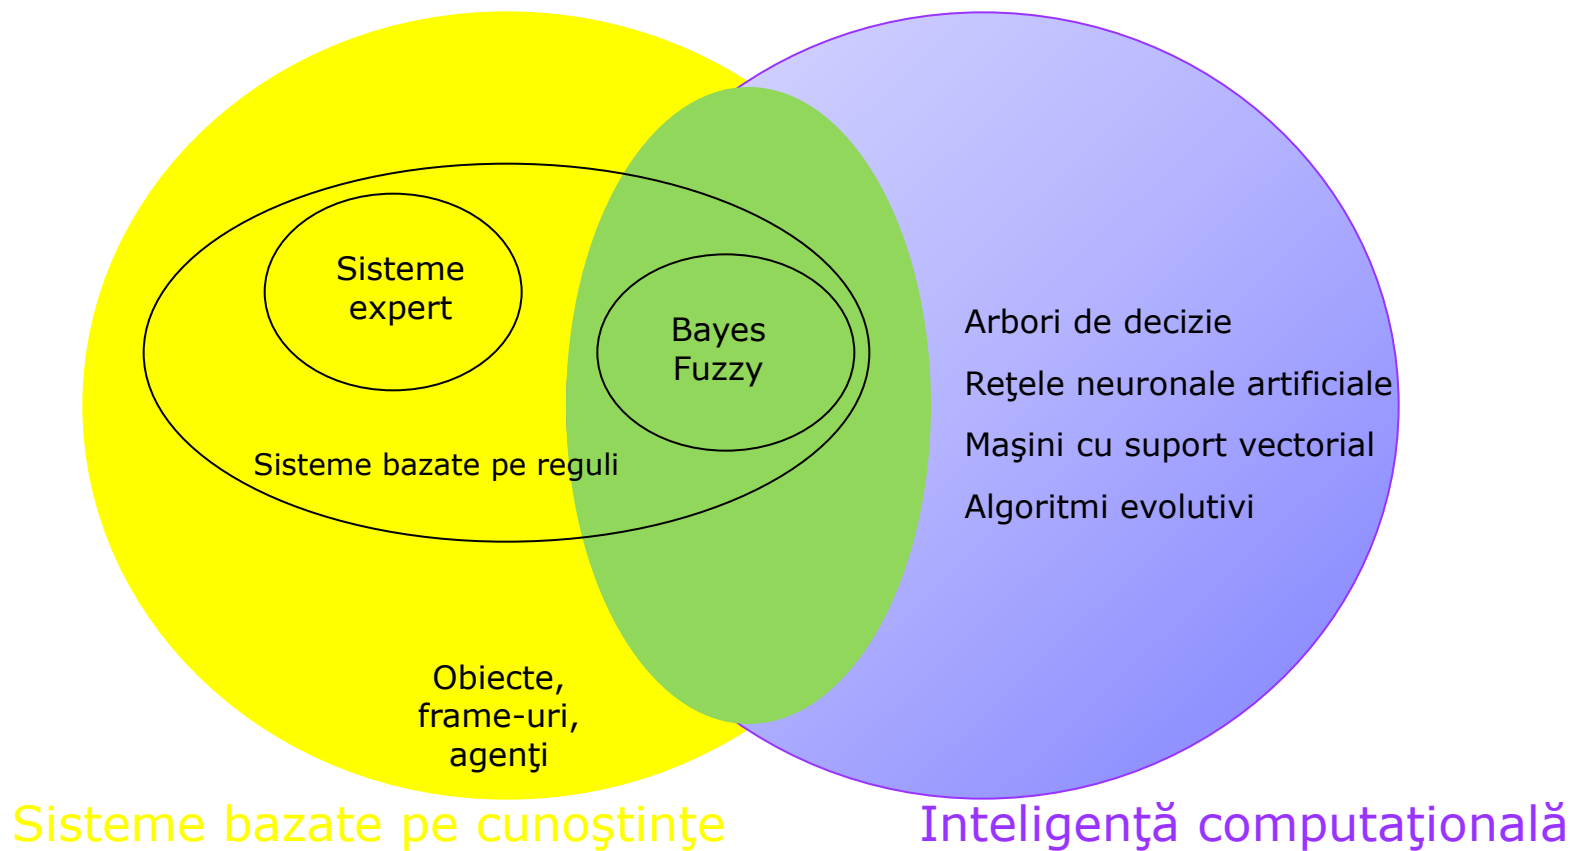 Sisteme
expert
Bayes
Fuzzy
Sisteme bazate pe reguli
Arbori de decizie
Reţele neuronale artificiale
Maşini cu suport vectorial
Algoritmi evolutivi
Obiecte,
frame-uri,
agenţi
Sisteme bazate pe cunoştinţe
Inteligenţă computaţională